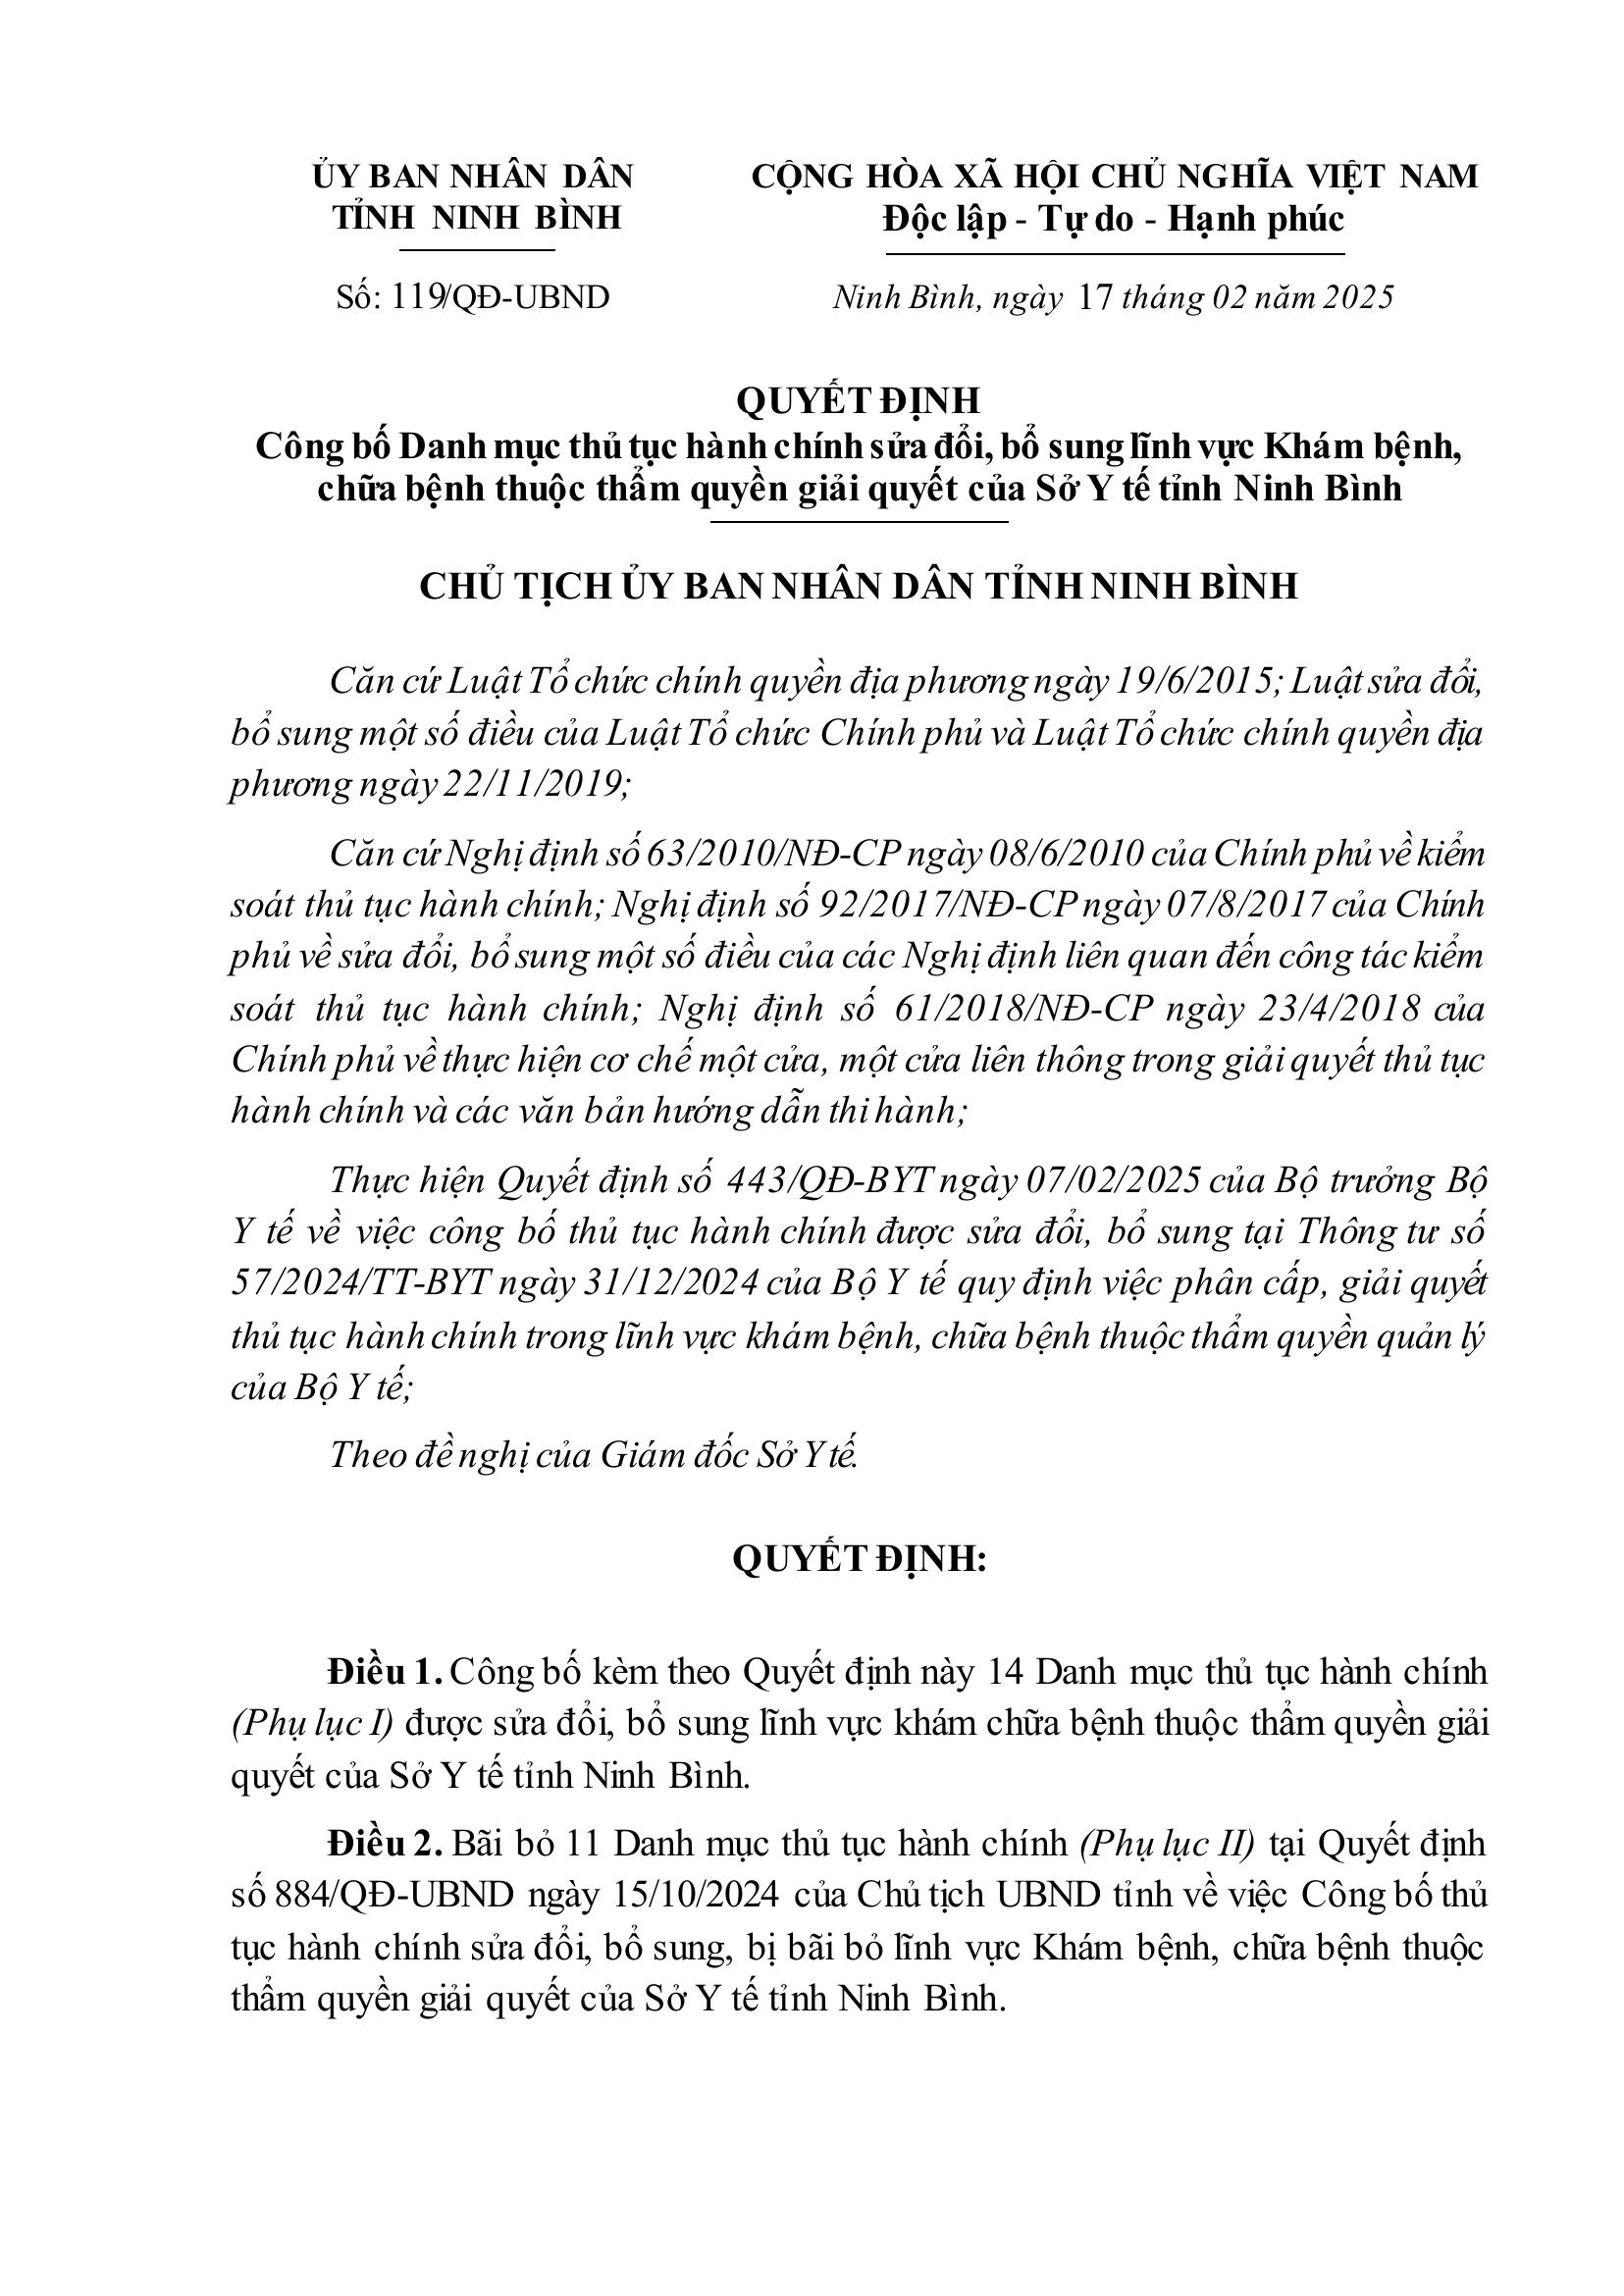 ỦY BAN NHÂN DÂN
TỈNH NINH BÌNH
Số: 119/QĐ-UBND
CỘNG HÒA XÃ HỘI CHỦ NGHĨA VIỆT NAM
Độc lập - Tự do - Hạnh phúc
Ninh Bình, ngày 17 tháng 02 năm 2025
QUYẾT ĐỊNH
Công bố Danh mục thủ tục hành chính sửa đổi, bổ sung lĩnh vực Khám bệnh,
chữa bệnh thuộc thẩm quyền giải quyết của Sở Y tế tỉnh Ninh Bình
CHỦ TỊCH ỦY BAN NHÂN DÂN TỈNH NINH BÌNH
Căn cứ Luật Tổ chức chính quyền địa phương ngày 19/6/2015; Luật sửa đổi,
bổ sung một số điều của Luật Tổ chức Chính phủ và Luật Tổ chức chính quyền địa
phương ngày 22/11/2019;
Căn cứ Nghị định số 63/2010/NĐ-CP ngày 08/6/2010 của Chính phủ về kiểm
soát thủ tục hành chính; Nghị định số 92/2017/NĐ-CP ngày 07/8/2017 của Chính
phủ về sửa đổi, bổ sung một số điều của các Nghị định liên quan đến công tác kiểm
soát thủ tục hành chính; Nghị định số 61/2018/NĐ-CP ngày 23/4/2018 của
Chính phủ về thực hiện cơ chế một cửa, một cửa liên thông trong giải quyết thủ tục
hành chính và các văn bản hướng dẫn thi hành;
Thực hiện Quyết định số 443/QĐ-BYT ngày 07/02/2025 của Bộ trưởng Bộ
Y tế về việc công bố thủ tục hành chính được sửa đổi, bổ sung tại Thông tư số
57/2024/TT-BYT ngày 31/12/2024 của Bộ Y tế quy định việc phân cấp, giải quyết
thủ tục hành chính trong lĩnh vực khám bệnh, chữa bệnh thuộc thẩm quyền quản lý
của Bộ Y tế;
Theo đề nghị của Giám đốc Sở Y tế.
QUYẾT ĐỊNH:
Điều 1. Công bố kèm theo Quyết định này 14 Danh mục thủ tục hành chính
(Phụ lục I) được sửa đổi, bổ sung lĩnh vực khám chữa bệnh thuộc thẩm quyền giải
quyết của Sở Y tế tỉnh Ninh Bình.
Điều 2. Bãi bỏ 11 Danh mục thủ tục hành chính (Phụ lục II) tại Quyết định
số 884/QĐ-UBND ngày 15/10/2024 của Chủ tịch UBND tỉnh về việc Công bố thủ
tục hành chính sửa đổi, bổ sung, bị bãi bỏ lĩnh vực Khám bệnh, chữa bệnh thuộc
thẩm quyền giải quyết của Sở Y tế tỉnh Ninh Bình.